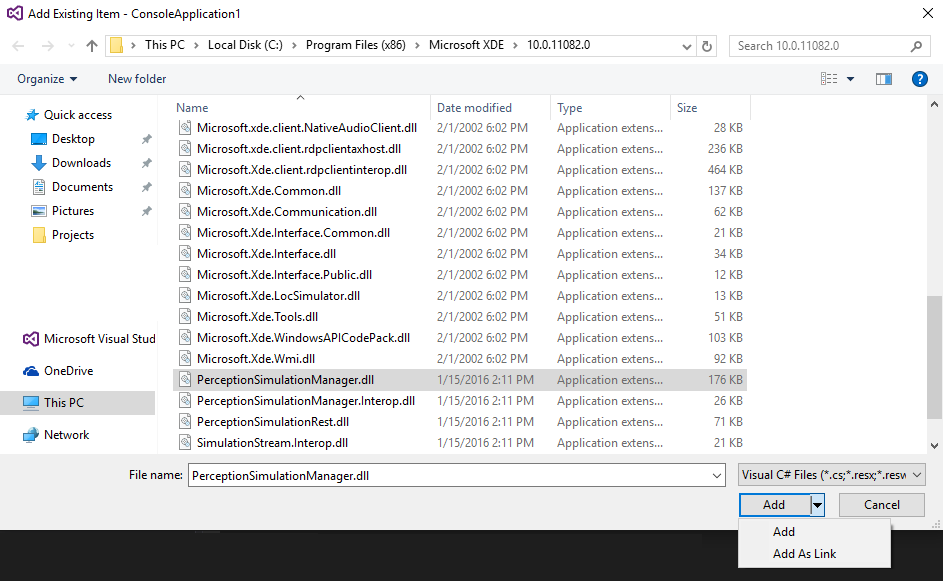 Add Existing Item - ConsoleApplication1
This PC > Local Disk (C:) > Program Files (x86) > Microsoft XDE > 10.0.11082.0
Search 10.0.11082.0
Organize
New folder
Quick access
Desktop
Downloads
Documents
Pictures
Projects
Microsoft Visual Stud
OneDrive
This PC
Network
Name Date modified Type Size
Microsoft.xde.client.NativeAudioClient.dll 2/1/2002 6:02 PM Application extens... 28 KB
Microsoft.xde.client.rdpclientaxhost.dll 2/1/2002 6:02 PM Application extens... 236 KB
Microsoft.Xde.client.rdpclientinterop.dll 2/1/2002 6:02 PM Application extens... 464 KB
Microsoft.Xde.Common.dll 2/1/2002 6:02 PM Application extens... 137 KB
Microsoft.Xde.Communication.dll 2/1/2002 6:02 PM Application extens... 62 KB
Microsoft.Xde.Interface.Common.dll 2/1/2002 6:02 PM Application extens... 21 KB
Microsoft.Xde.Interface.dll 2/1/2002 6:02 PM Application extens... 34 KB
Microsoft.Xde.Interface.Public.dll 2/1/2002 6:02 PM Application extens... 12 KB
Microsoft.Xde.LocSimulator.dll 2/1/2002 6:02 PM Application extens... 13 KB
Microsoft.Xde.Tools.dll 2/1/2002 6:02 PM Application extens... 51 KB
Microsoft.Xde.WindowsAPICodePack.dll 2/1/2002 6:02 PM Application extens... 103 KB
Microsoft.Xde.Wmi.dll 2/1/2002 6:02 PM Application extens... 92 KB
PerceptionSimulationManager.dll 1/15/2016 2:11 PM Application extens... 176 KB
PerceptionSimulationManager.Interop.dll 1/15/2016 2:11 PM Application extens... 26 KB
PerceptionSimulationRest.dll 1/15/2016 2:11 PM Application extens... 71 KB
SimulationStream.Interop.dll 1/15/2016 2:11 PM Application extens... 21 KB
File name: PerceptionSimulationManager.dll
Visual C# Files (*.cs;*.resx;*.resw
Add
Cancel
Add
Add As Link